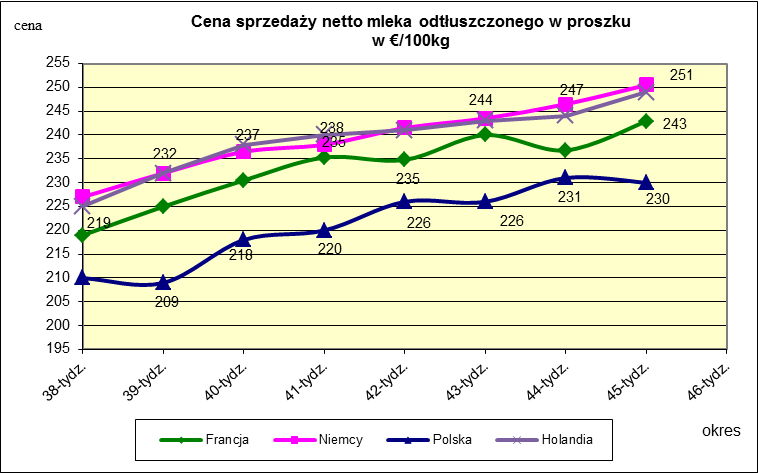 cena
Cena sprzedaży netto mleka odtłuszczonego w proszku
w €/100kg
255
250
245
240
235
230
225
220
215
210
205
200
195
251
247
244
243
238
237
235
232
235
230
231
226
226
219
220
218
209
38-tydz.
39-tydz.
40-tydz.
41-tydz.
42-tydz.
43-tydz.
44-tydz.
45-tydz.
46-tydz.
okres
Francja Niemcy Polska Holandia